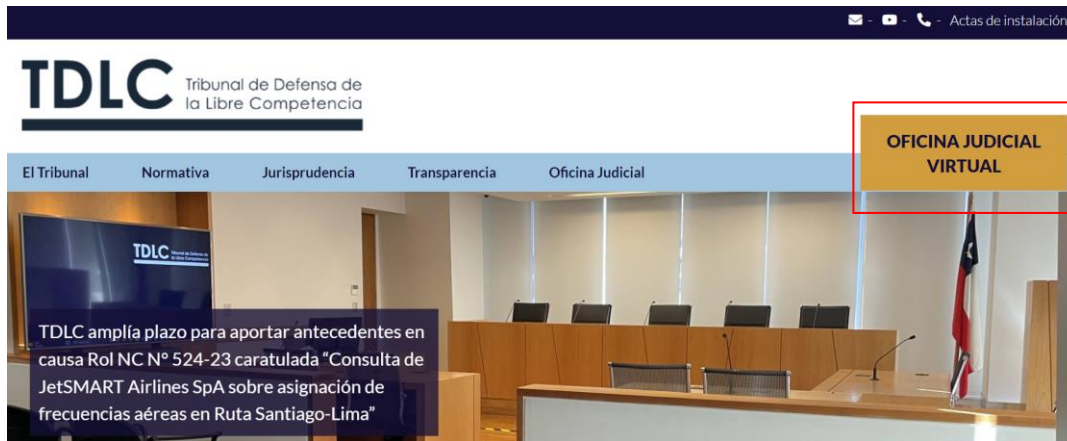 - - - Actas de instalación
TDLC Tribunal de Defensa de
la Libre Competencia
OFICINA JUDICIAL
VIRTUAL
El Tribunal Normativa Jurisprudencia Transparencia Oficina Judicial
TDLC
TDLC amplía plazo para aportar antecedentes en
causa Rol NC Nº 524-23 caratulada “Consulta de
JetSMART Airlines SpA sobre asignación de
frecuencias aéreas en Ruta Santiago-Lima”